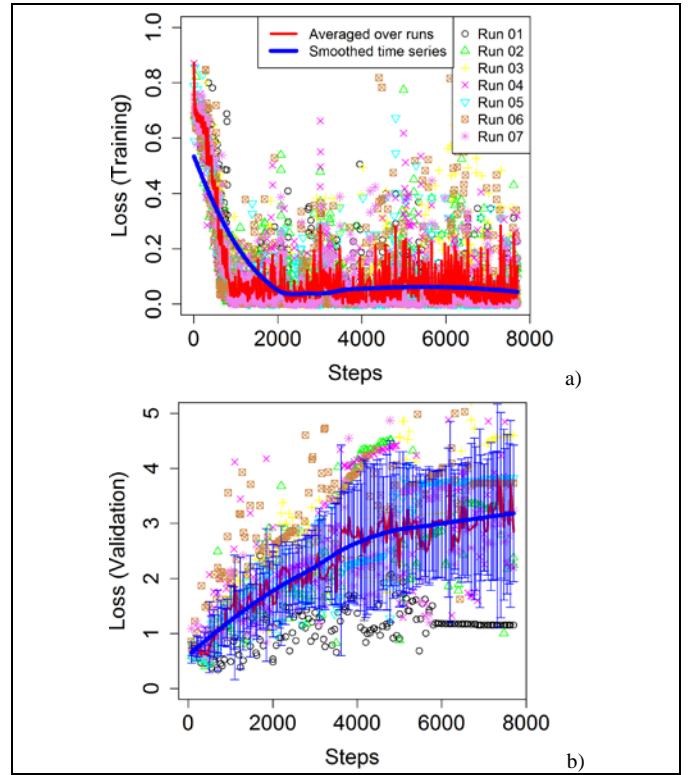 Averaged over runs
Smoothed time series
Run 01
Run 02
Run 03
Run 04
Run 05
Run 06
Run 07
Loss (Training)
1.0
0.8
0.6
0.4
0.2
0.0
0 2000 4000 6000 8000
Steps
a)
Loss (Validation)
5
4
3
2
1
0
0 2000 4000 6000 8000
Steps
b)